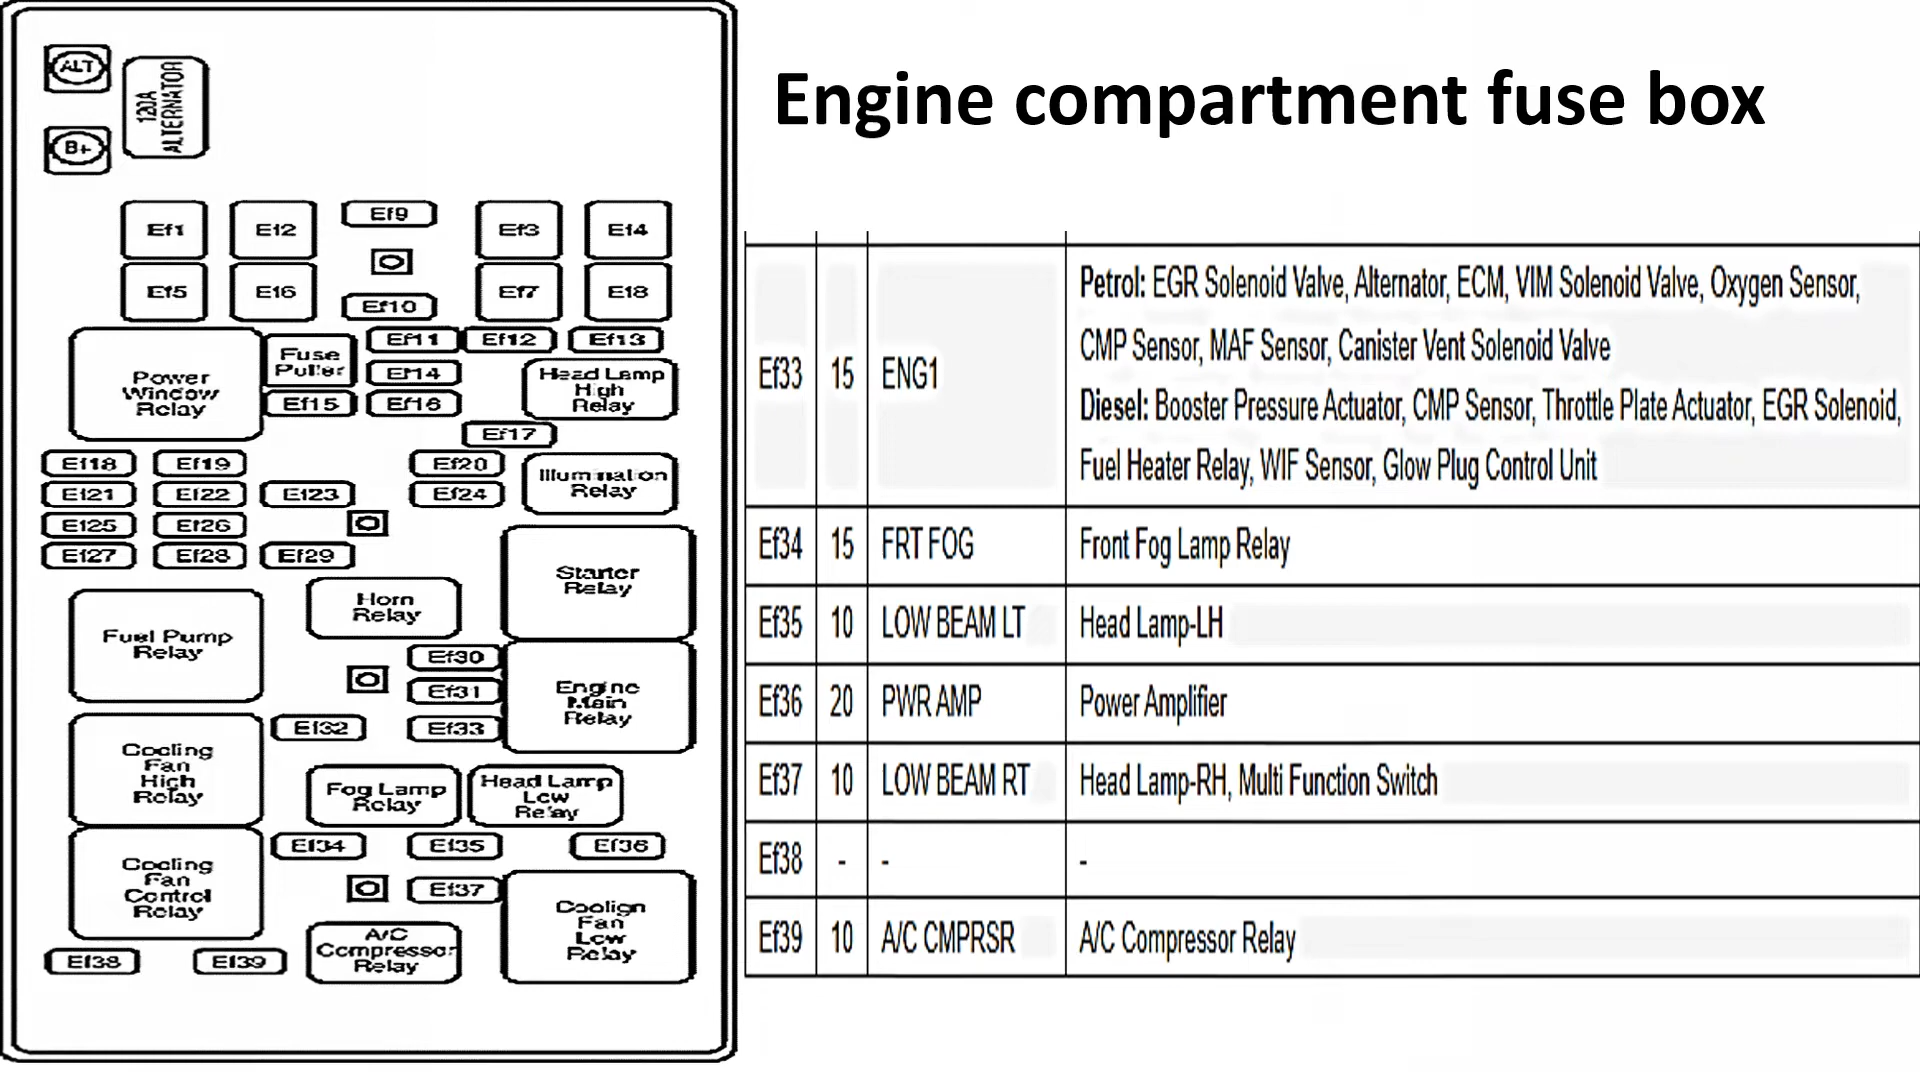 ALT
120A
ALTERNATOR
B+
Engine compartment fuse box
Ef1
Ef2
Ef9
Ef3
Ef4
Ef5
Ef6
Ef10
Ef7
Ef8
Power
Window
Relay
Fuse
Puller
Ef11
Ef12
Ef13
Ef14
Ef15
Ef16
Head Lamp
High
Relay
Ef17
Ef18
Ef19
Ef20
Ef21
Ef22
Ef23
Ef24
Illumination
Relay
Ef25
Ef26
Ef27
Ef28
Ef29
Starter
Relay
Horn
Relay
Fuel Pump
Relay
Ef30
Ef31
Ef33
Engine
Main
Relay
Ef32
Cooling
Fan
High
Relay
Fog Lamp
Relay
Head Lamp
Low
Relay
Ef34
Ef35
Ef36
Cooling
Fan
Control
Relay
Ef37
Coolign
Fan
Low
Relay
A/C
Compressor
Relay
Ef38
Ef39
Ef33 15 ENG1 Petrol: EGR Solenoid Valve, Alternator, ECM, VIM Solenoid Valve, Oxygen Sensor,
CMP Sensor, MAF Sensor, Canister Vent Solenoid Valve
Diesel: Booster Pressure Actuator, CMP Sensor, Throttle Plate Actuator, EGR Solenoid,
Fuel Heater Relay, WIF Sensor, Glow Plug Control Unit
Ef34 15 FRT FOG Front Fog Lamp Relay
Ef35 10 LOW BEAM LT Head Lamp-LH
Ef36 20 PWR AMP Power Amplifier
Ef37 10 LOW BEAM RT Head Lamp-RH, Multi Function Switch
Ef38 - - -
Ef39 10 A/C CMPRSR A/C Compressor Relay